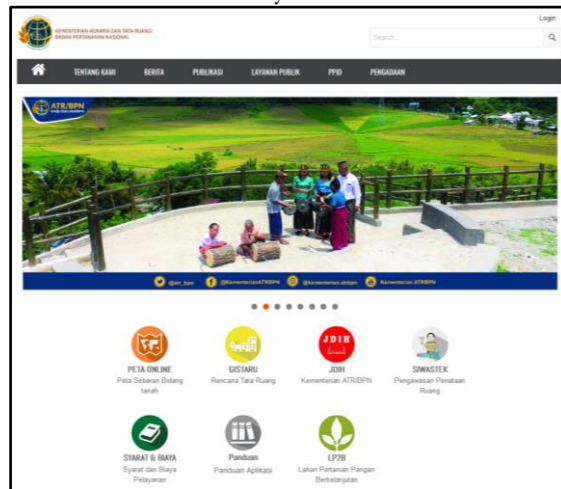 Login
KEMENTERIAN AGRARIA DAN TATA RUANG/
BADAN PERTANAHAN NASIONAL
Search...
TENTANG KAMI BERITA PUBLIKASI LAYANAN PUBLIK PPID PENGADAAN
ATR/BPN
@atr_bpn @KementerianATRBPN @kementerian.atrbpn Kementerian ATRBPN
JDIH
PETA ONLINE GISTARU JDIH SIWASTEK
Peta Sebaran Bidang Rencana Tata Ruang Kementerian ATR/BPN Pengawasan Penataan
tanah Ruang
SYARAT & BIAYA Panduan LP2B
Syarat dan Biaya Panduan Aplikasi Lahan Pertanian Pangan
Pelayanan Berkelanjutan